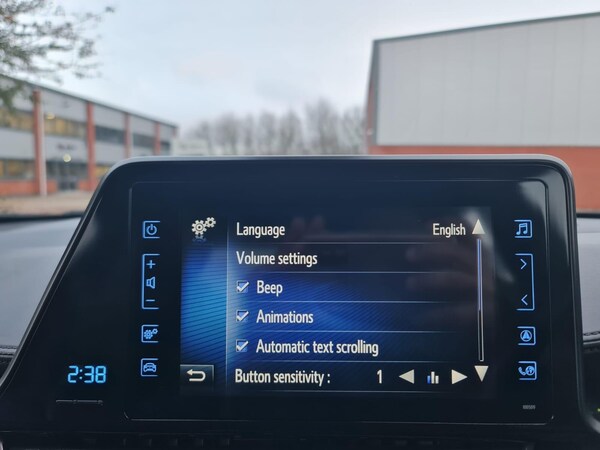 Language English
Volume settings
Beep
Animations
Automatic text scrolling
Button sensitivity : 1
2:38